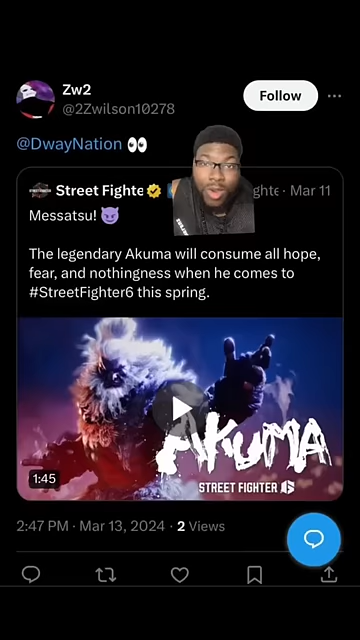 Zw2
@2Zwilson10278
Follow
@DwayNation 👀
Street Fighte
ghte · Mar 11
Messatsu! 😈
The legendary Akuma will consume all hope,
fear, and nothingness when he comes to
#StreetFighter6 this spring.
AKUMA
STREET FIGHTER 6
1:45
2:47 PM · Mar 13, 2024 · 2 Views